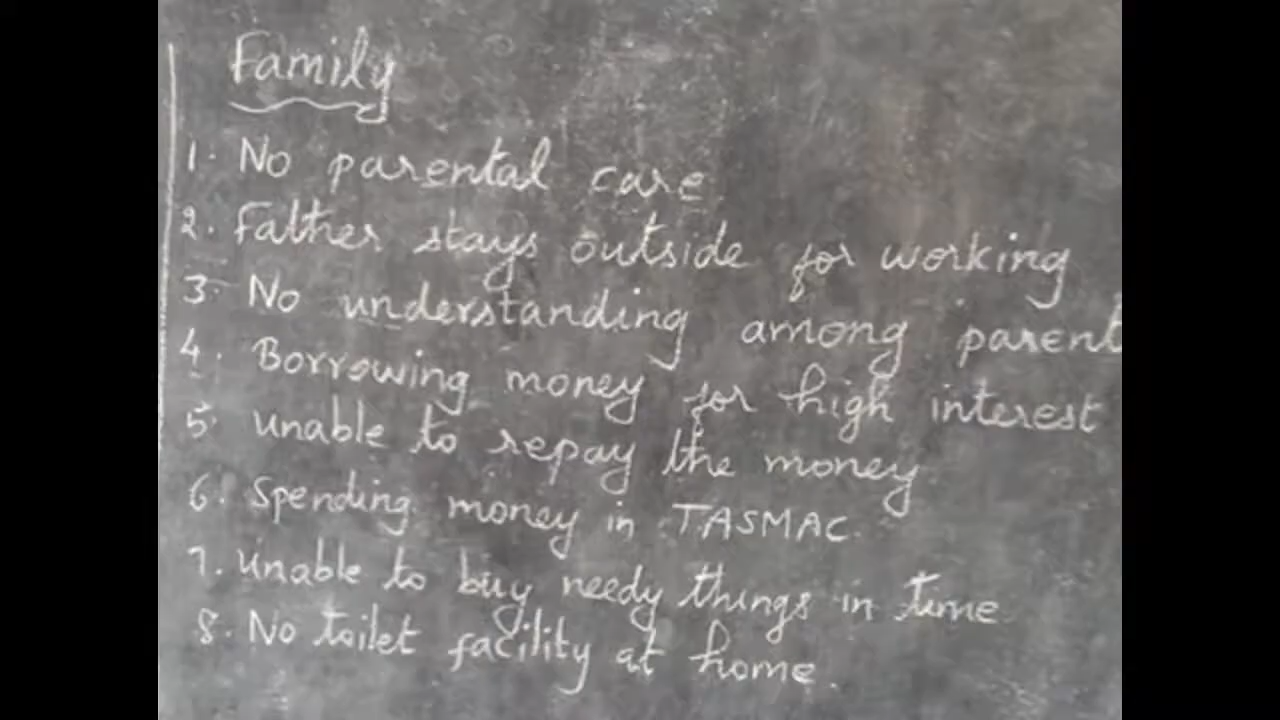 Family
1. No parental care
2. Father stays outside for working
3. No understanding among parent
4. Borrowing money for high interest
5. unable to repay the money
6. Spending money in TASMAC.
7. Unable to buy needy things in time
8. No toilet facility at home.